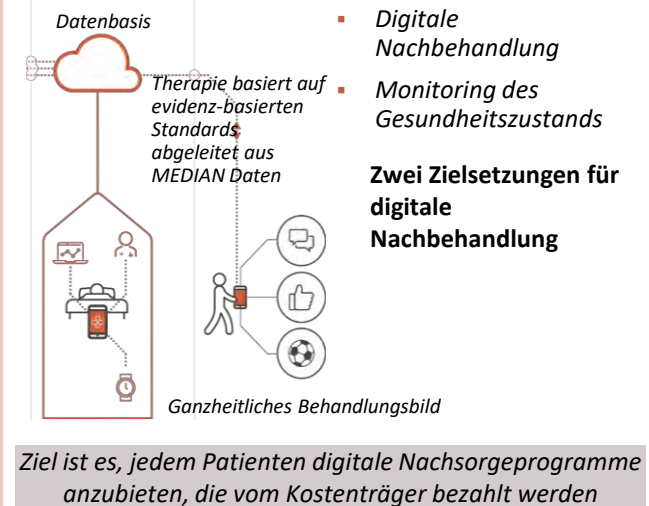 Datenbasis
Therapie basiert auf
evidenz-basierten
Standards
abgeleitet aus
MEDIAN Daten
▪ Digitale
Nachbehandlung
▪ Monitoring des
Gesundheitszustands
Zwei Zielsetzungen für
digitale
Nachbehandlung
Ganzheitliches Behandlungsbild
Ziel ist es, jedem Patienten digitale Nachsorgeprogramme
anzubieten, die vom Kostenträger bezahlt werden